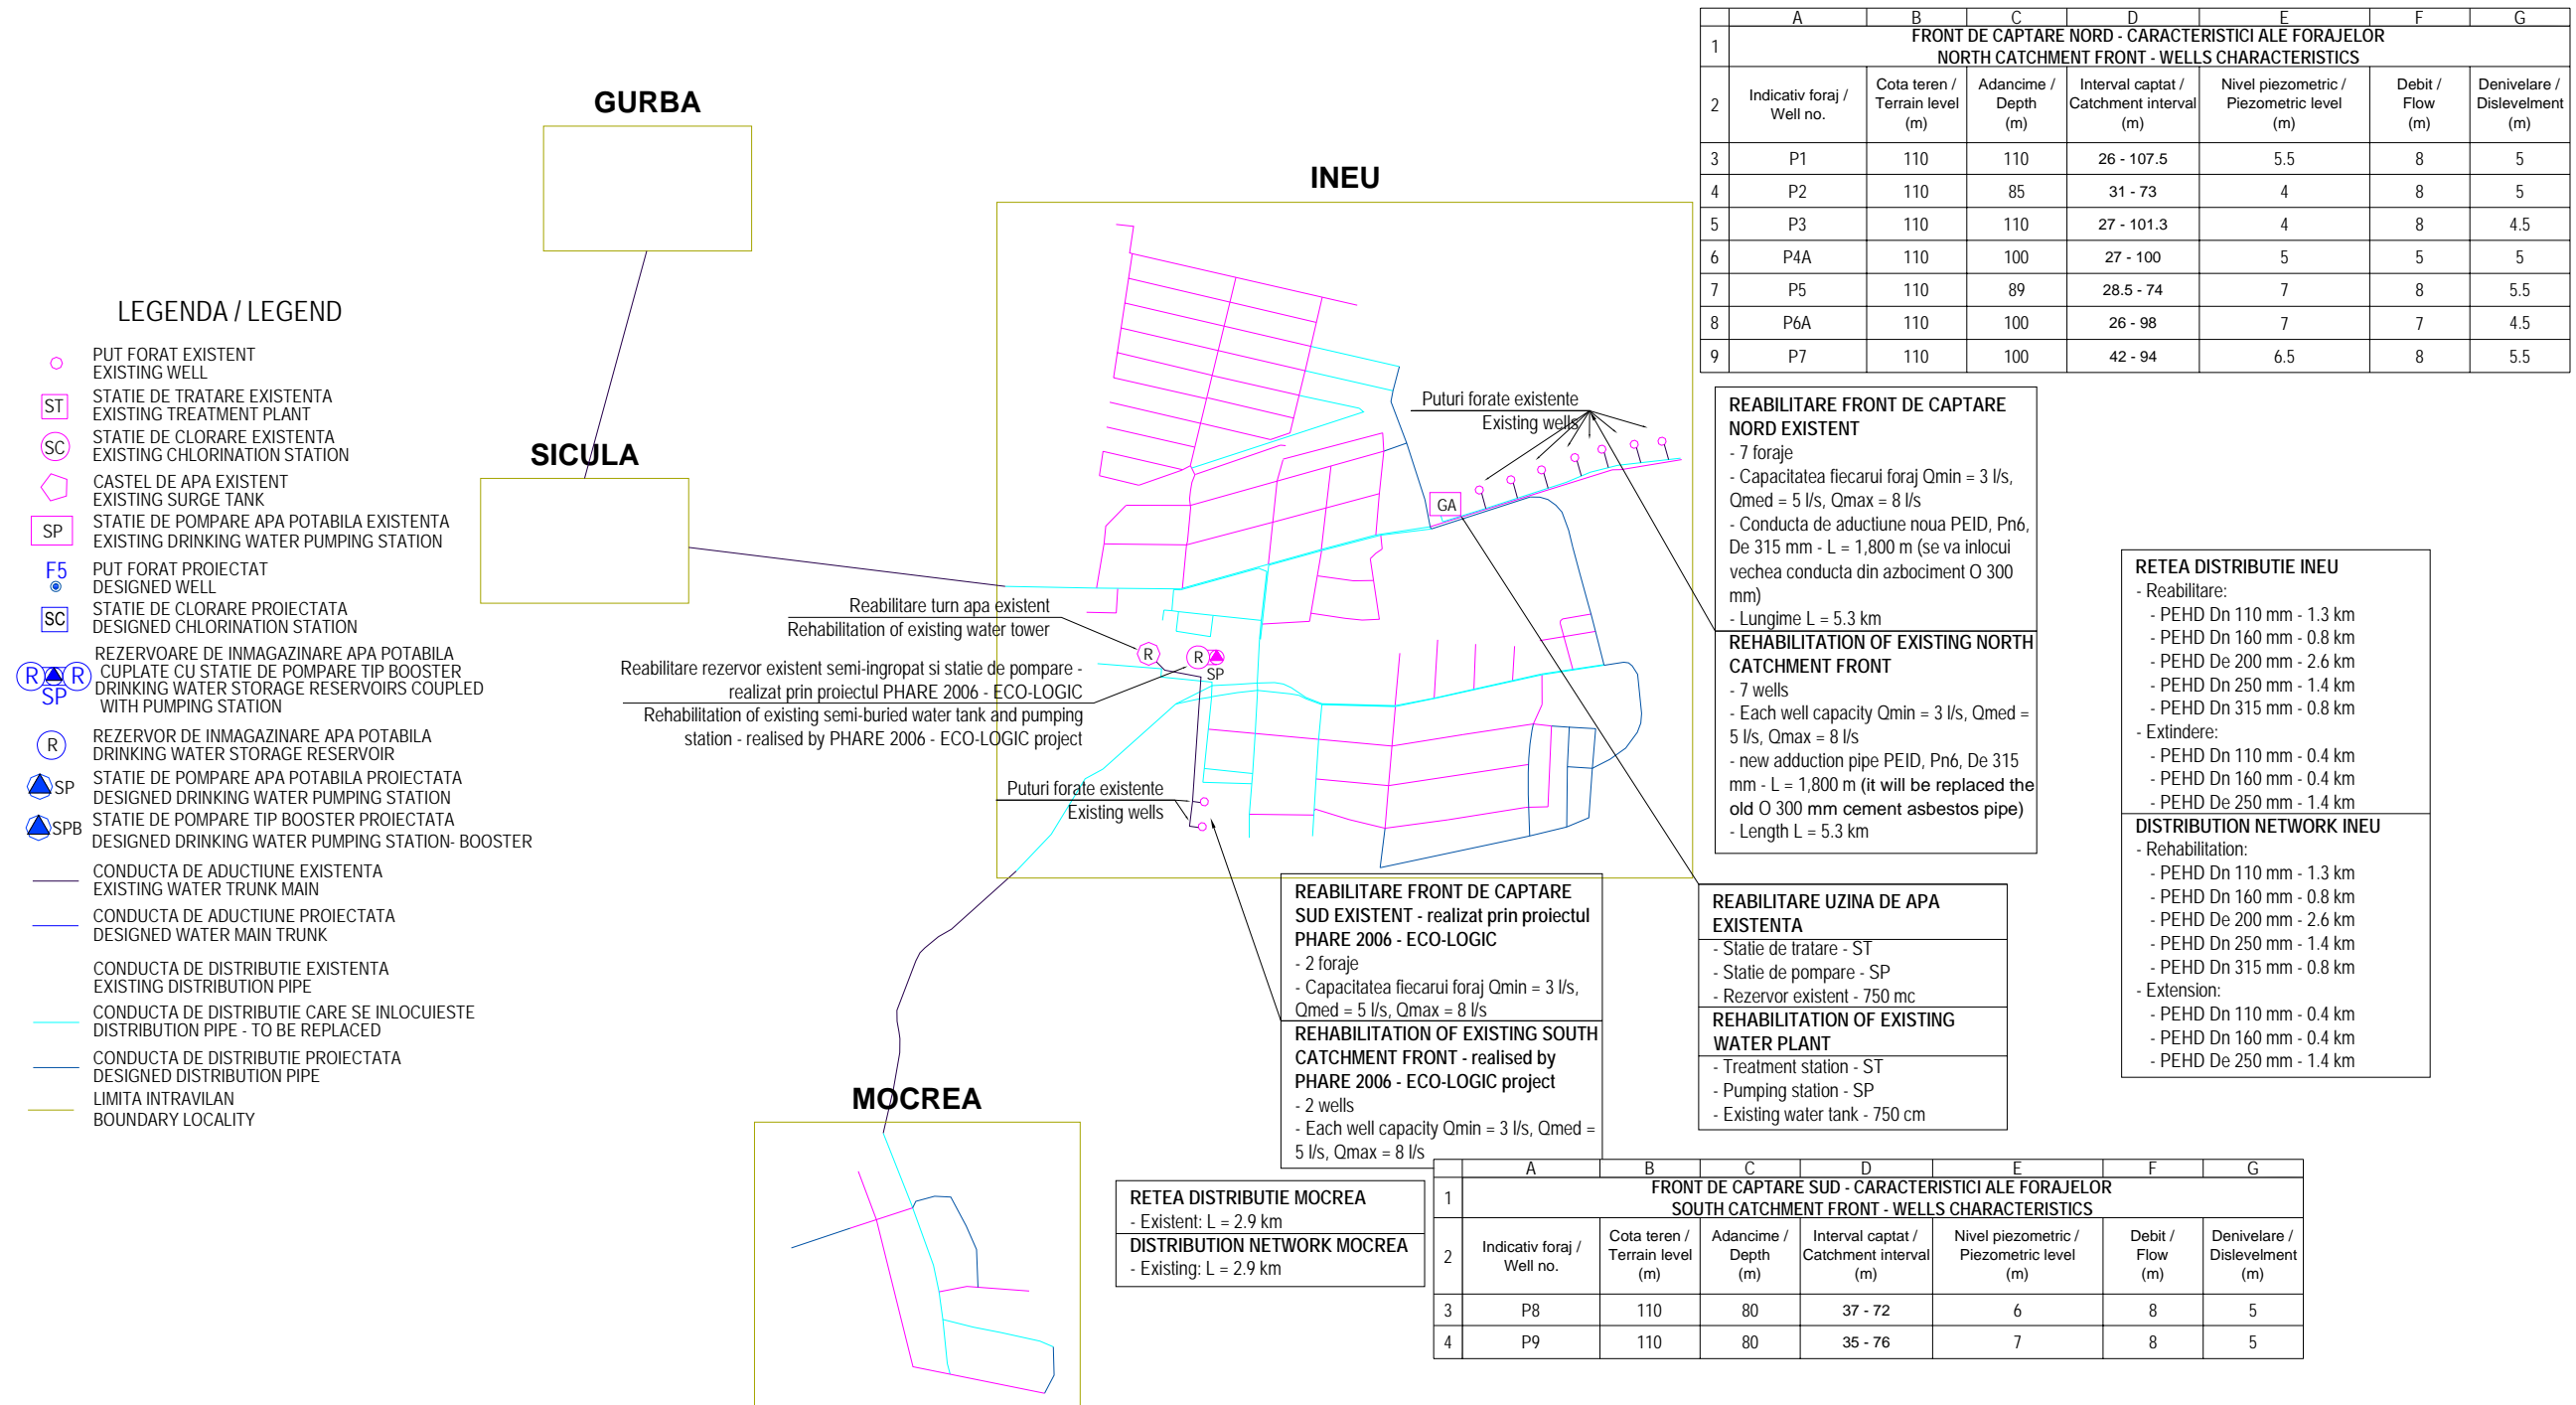 GURBA
SICULA
INEU
MOCREA
LEGENDA / LEGEND
PUT FORAT EXISTENT
EXISTING WELL
ST
STATIE DE TRATARE EXISTENTA
EXISTING TREATMENT PLANT
SC
STATIE DE CLORARE EXISTENTA
EXISTING CHLORINATION STATION
CASTEL DE APA EXISTENT
EXISTING SURGE TANK
SP
STATIE DE POMPARE APA POTABILA EXISTENTA
EXISTING DRINKING WATER PUMPING STATION
F5
PUT FORAT PROIECTAT
DESIGNED WELL
SC
STATIE DE CLORARE PROIECTATA
DESIGNED CHLORINATION STATION
R R
SP
REZERVOARE DE INMAGAZINARE APA POTABILA
CUPLATE CU STATIE DE POMPARE TIP BOOSTER
DRINKING WATER STORAGE RESERVOIRS COUPLED
WITH PUMPING STATION
R
REZERVOR DE INMAGAZINARE APA POTABILA
DRINKING WATER STORAGE RESERVOIR
SP
STATIE DE POMPARE APA POTABILA PROIECTATA
DESIGNED DRINKING WATER PUMPING STATION
SPB
STATIE DE POMPARE TIP BOOSTER PROIECTATA
DESIGNED DRINKING WATER PUMPING STATION- BOOSTER
CONDUCTA DE ADUCTIUNE EXISTENTA
EXISTING WATER TRUNK MAIN
CONDUCTA DE ADUCTIUNE PROIECTATA
DESIGNED WATER MAIN TRUNK
CONDUCTA DE DISTRIBUTIE EXISTENTA
EXISTING DISTRIBUTION PIPE
CONDUCTA DE DISTRIBUTIE CARE SE INLOCUIESTE
DISTRIBUTION PIPE - TO BE REPLACED
CONDUCTA DE DISTRIBUTIE PROIECTATA
DESIGNED DISTRIBUTION PIPE
LIMITA INTRAVILAN
BOUNDARY LOCALITY
Puturi forate existente
Existing wells
GA
Reabilitare turn apa existent
Rehabilitation of existing water tower
R
R
SP
Reabilitare rezervor existent semi-ingropat si statie de pompare -
realizat prin proiectul PHARE 2006 - ECO-LOGIC
Rehabilitation of existing semi-buried water tank and pumping
station - realised by PHARE 2006 - ECO-LOGIC project
Puturi forate existente
Existing wells
A B C D E F G
1 FRONT DE CAPTARE NORD - CARACTERISTICI ALE FORAJELOR
NORTH CATCHMENT FRONT - WELLS CHARACTERISTICS
Cota teren / Adancime / Interval captat / Nivel piezometric / Debit / Denivelare /
2 Indicativ foraj / Terrain level Depth Catchment interval Piezometric level Flow Dislevelment
Well no. (m) (m) (m) (m) (m) (m)
3 P1 110 110 26 - 107.5 5.5 8 5
4 P2 110 85 31 - 73 4 8 5
5 P3 110 110 27 - 101.3 4 8 4.5
6 P4A 110 100 27 - 100 5 5 5
7 P5 110 89 28.5 - 74 7 8 5.5
8 P6A 110 100 26 - 98 7 7 4.5
9 P7 110 100 42 - 94 6.5 8 5.5
REABILITARE FRONT DE CAPTARE
NORD EXISTENT
- 7 foraje
- Capacitatea fiecarui foraj Qmin = 3 l/s,
Qmed = 5 l/s, Qmax = 8 l/s
- Conducta de aductiune noua PEID, Pn6,
De 315 mm - L = 1,800 m (se va inlocui
vechea conducta din azbociment O 300
mm)
- Lungime L = 5.3 km
REHABILITATION OF EXISTING NORTH
CATCHMENT FRONT
- 7 wells
- Each well capacity Qmin = 3 l/s, Qmed =
5 l/s, Qmax = 8 l/s
- new adduction pipe PEID, Pn6, De 315
mm - L = 1,800 m (it will be replaced the
old O 300 mm cement asbestos pipe)
- Length L = 5.3 km
RETEA DISTRIBUTIE INEU
- Reabilitare:
- PEHD Dn 110 mm - 1.3 km
- PEHD Dn 160 mm - 0.8 km
- PEHD De 200 mm - 2.6 km
- PEHD Dn 250 mm - 1.4 km
- PEHD Dn 315 mm - 0.8 km
- Extindere:
- PEHD Dn 110 mm - 0.4 km
- PEHD Dn 160 mm - 0.4 km
- PEHD De 250 mm - 1.4 km
DISTRIBUTION NETWORK INEU
- Rehabilitation:
- PEHD Dn 110 mm - 1.3 km
- PEHD Dn 160 mm - 0.8 km
- PEHD De 200 mm - 2.6 km
- PEHD Dn 250 mm - 1.4 km
- PEHD Dn 315 mm - 0.8 km
- Extension:
- PEHD Dn 110 mm - 0.4 km
- PEHD Dn 160 mm - 0.4 km
- PEHD De 250 mm - 1.4 km
REABILITARE FRONT DE CAPTARE
SUD EXISTENT - realizat prin proiectul
PHARE 2006 - ECO-LOGIC
- 2 foraje
- Capacitatea fiecarui foraj Qmin = 3 l/s,
Qmed = 5 l/s, Qmax = 8 l/s
REHABILITATION OF EXISTING SOUTH
CATCHMENT FRONT - realised by
PHARE 2006 - ECO-LOGIC project
- 2 wells
- Each well capacity Qmin = 3 l/s, Qmed =
5 l/s, Qmax = 8 l/s
REABILITARE UZINA DE APA
EXISTENTA
- Statie de tratare - ST
- Statie de pompare - SP
- Rezervor existent - 750 mc
REHABILITATION OF EXISTING
WATER PLANT
- Treatment station - ST
- Pumping station - SP
- Existing water tank - 750 cm
RETEA DISTRIBUTIE MOCREA
- Existent: L = 2.9 km
DISTRIBUTION NETWORK MOCREA
- Existing: L = 2.9 km
A B C D E F G
1 FRONT DE CAPTARE SUD - CARACTERISTICI ALE FORAJELOR
SOUTH CATCHMENT FRONT - WELLS CHARACTERISTICS
Cota teren / Adancime / Interval captat / Nivel piezometric / Debit / Denivelare /
2 Indicativ foraj / Terrain level Depth Catchment interval Piezometric level Flow Dislevelment
Well no. (m) (m) (m) (m) (m) (m)
3 P8 110 80 37 - 72 6 8 5
4 P9 110 80 35 - 76 7 8 5